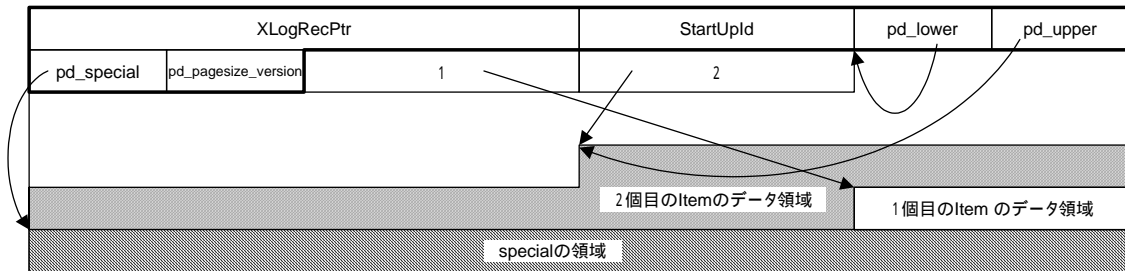 XLogRecPtr StartUpId pd_lower pd_upper
pd_special pd_pagesize_version 1 2
2個目のItemのデータ領域
1個目のItem のデータ領域
specialの領域